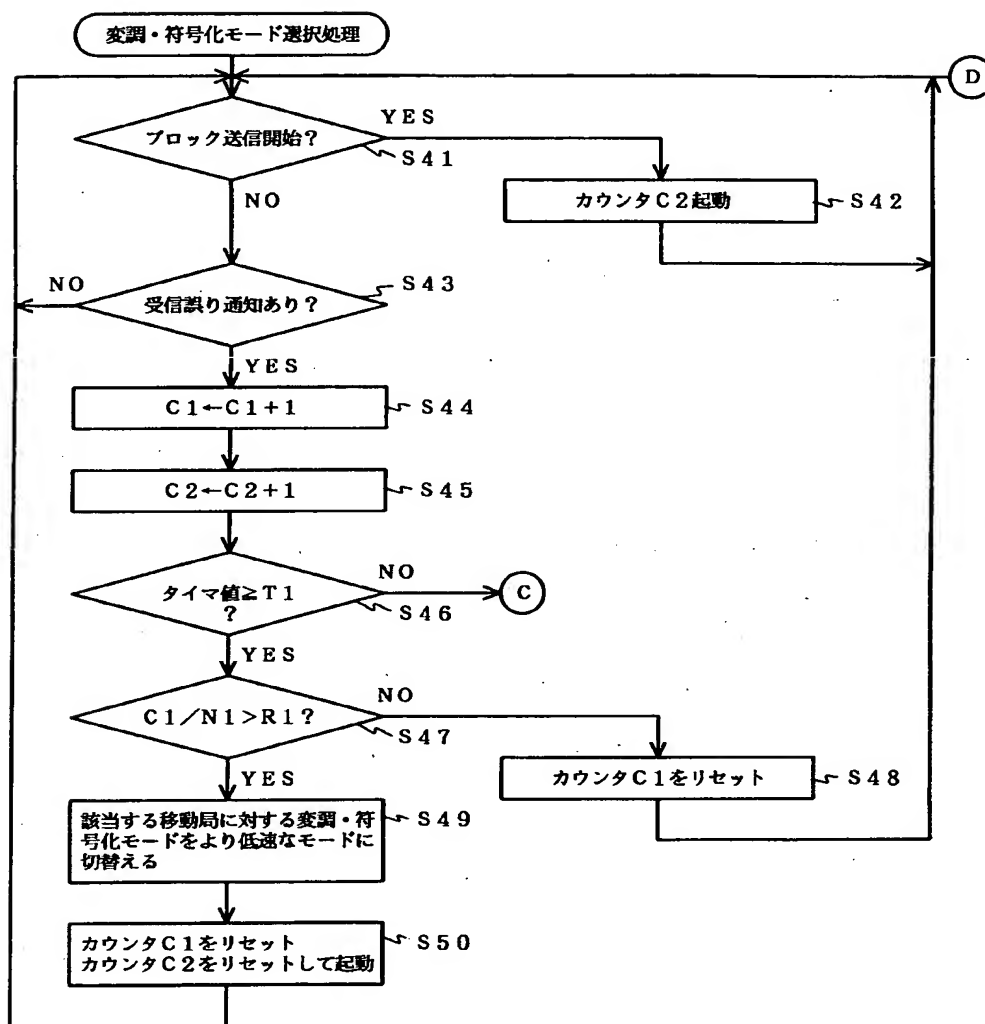 変調・符号化モード選択処理
D
ブロック送信開始?
YES
S41
NO
カウンタC2起動
S42
受信誤り通知あり?
NO
S43
YES
C1←C1+1
S44
C2←C2+1
S45
タイマ値≧T1
?
NO
C
S46
YES
C1/N1>R1?
NO
S47
YES
カウンタC1をリセット
S48
該当する移動局に対する変調・符
号化モードをより低速なモードに
切替える
S49
カウンタC1をリセット
カウンタC2をリセットして起動
S50